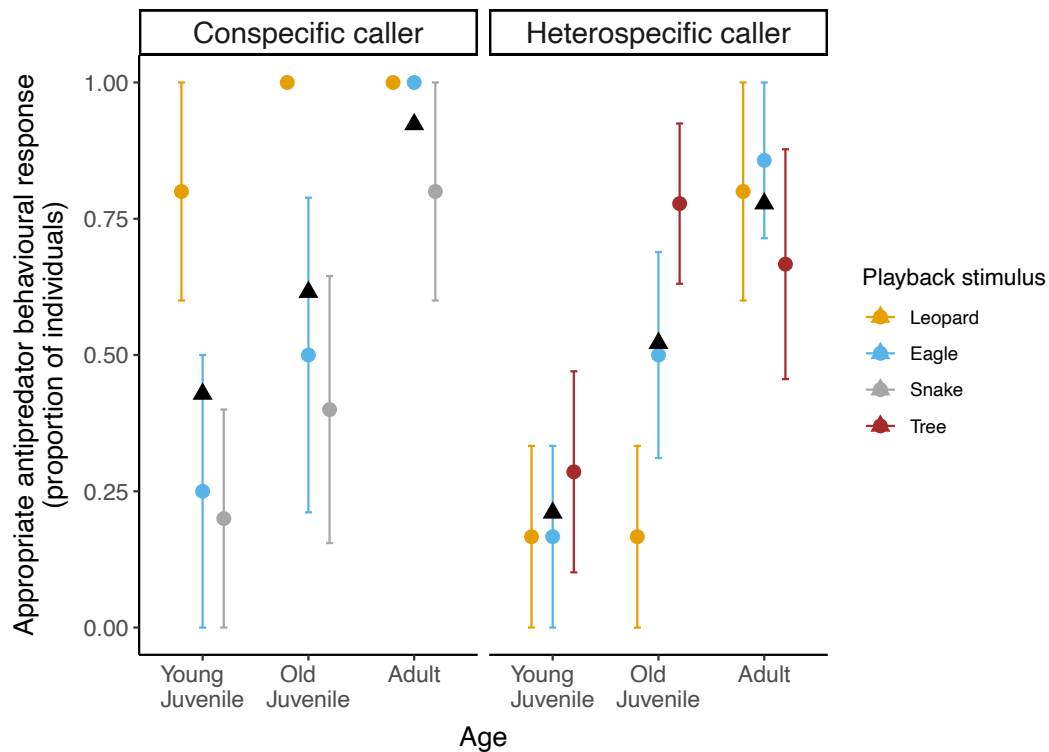 Conspecific caller
Heterospecific caller
Appropriate antipredator behavioural response
(proportion of individuals)
1.00
0.75
0.50
0.25
0.00
Young
Juvenile
Old
Juvenile
Adult
Young
Juvenile
Old
Juvenile
Adult
Age
Playback stimulus
Leopard
Eagle
Snake
Tree